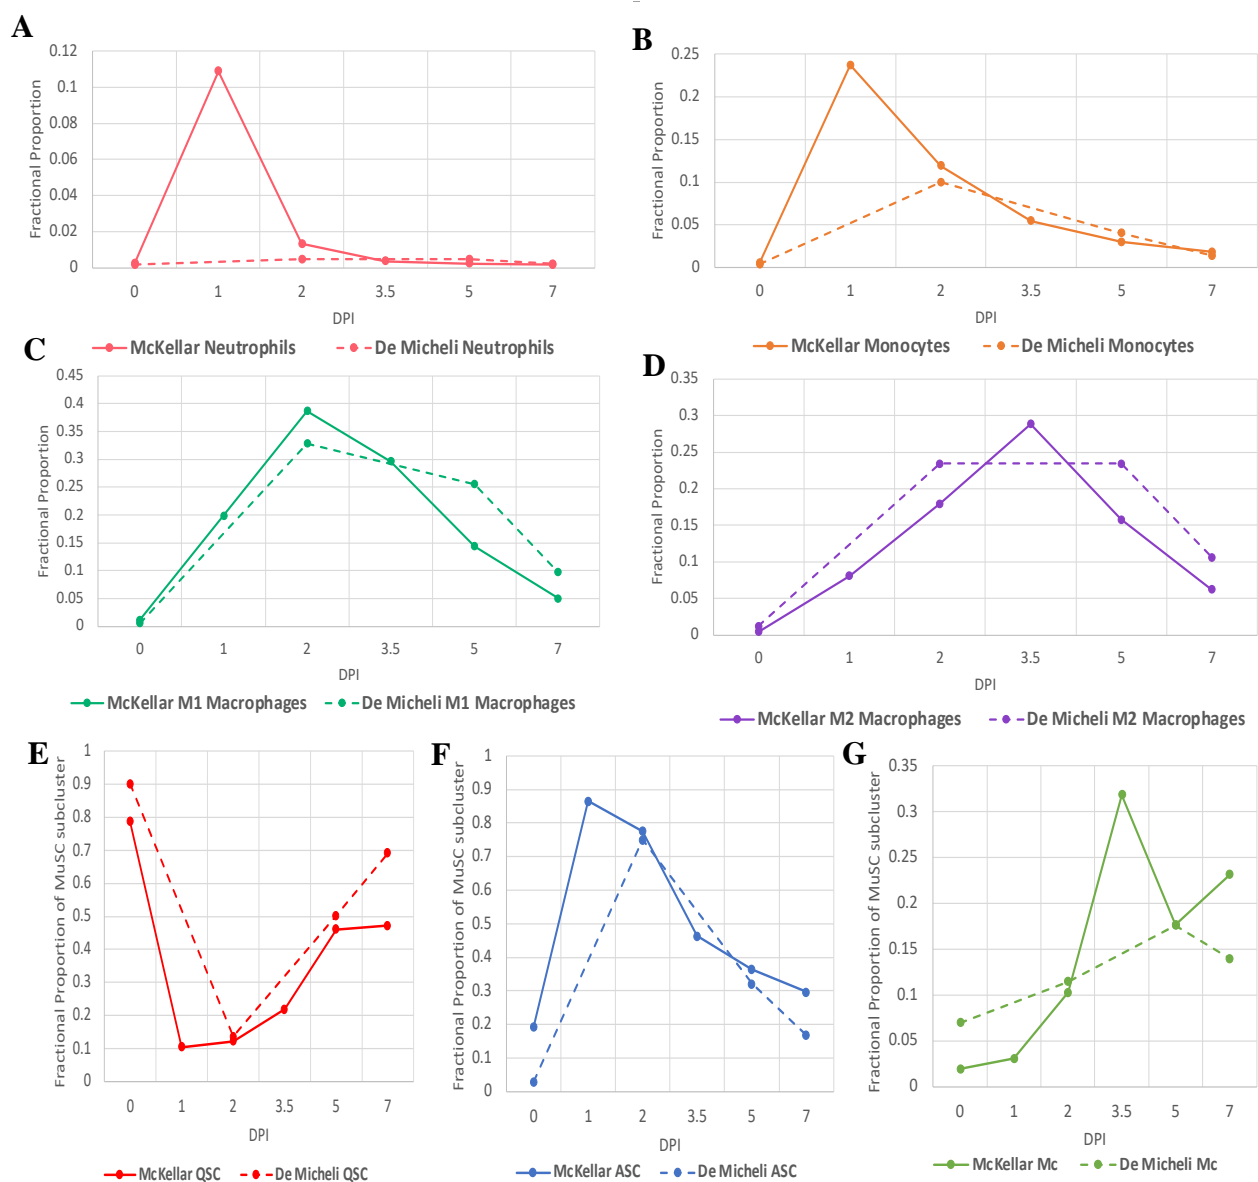 A
0.12
0.1
0.08
0.06
0.04
0.02
0
Fractional Proportion
0 1 2 3.5 5 7
DPI
McKellar Neutrophils De Micheli Neutrophils
B
0.25
0.2
0.15
0.1
0.05
0
Fractional Proportion
0 1 2 3.5 5 7
DPI
McKellar Monocytes De Micheli Monocytes
C
0.45
0.4
0.35
0.3
0.25
0.2
0.15
0.1
0.05
0
Fractional Proportion
0 1 2 3.5 5 7
DPI
McKellar M1 Macrophages De Micheli M1 Macrophages
D
0.35
0.3
0.25
0.2
0.15
0.1
0.05
0
Fractional Proportion
0 1 2 3.5 5 7
DPI
McKellar M2 Macrophages De Micheli M2 Macrophages
E
1
0.9
0.8
0.7
0.6
0.5
0.4
0.3
0.2
0.1
0
Fractional Proportion of MuSC subcluster
0 1 2 3.5 5 7
DPI
McKellar QSC De Micheli QSC
F
1
0.9
0.8
0.7
0.6
0.5
0.4
0.3
0.2
0.1
0
Fractional Proportion of MuSC subcluster
0 1 2 3.5 5 7
DPI
McKellar ASC De Micheli ASC
G
0.35
0.3
0.25
0.2
0.15
0.1
0.05
0
Fractional Proportion of MuSC subcluster
0 1 2 3.5 5 7
DPI
McKellar Mc De Micheli Mc